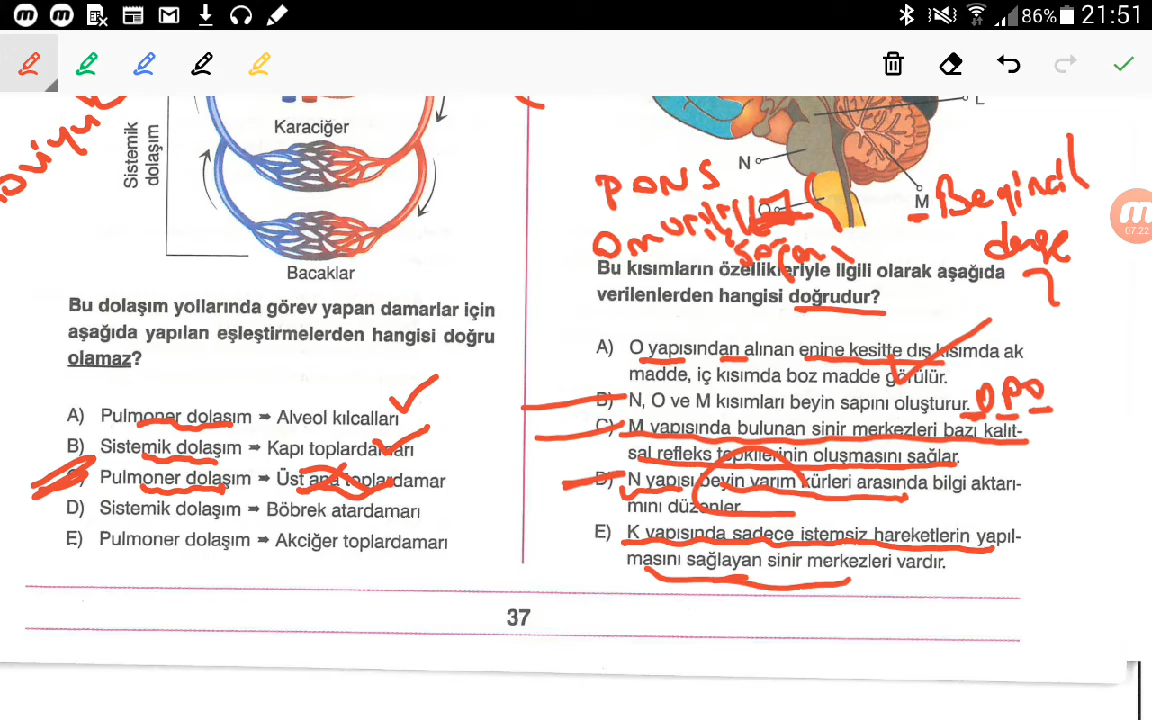 86% 21:51
Sistemik
dolaşım
Karaciğer
Bacaklar
Bu dolaşım yollarında görev yapan damarlar için
aşağıda yapılan eşleştirmelerden hangisi doğru
olamaz?
A) Pulmoner dolaşım ➡ Alveol kılcalları
B) Sistemik dolaşım ➡ Kapı toplardamarı
C) Pulmoner dolaşım ➡ Üst ana toplardamar
D) Sistemik dolaşım ➡ Böbrek atardamarı
E) Pulmoner dolaşım ➡ Akciğer toplardamarı
L
N
M
O
PONS
Omurilik
soğanı
Beyincik
denge
Bu kısımların özellikleriyle ilgili olarak aşağıda
verilenlerden hangisi doğrudur?
A) O yapısından alınan enine kesitte dış kısımda ak
madde, iç kısımda boz madde görülür.
B) N, O ve M kısımları beyin sapını oluşturur. OPO
C) M yapısında bulunan sinir merkezleri bazı kalıt-
sal refleks tepkilerinin oluşmasını sağlar.
D) N yapısı beyin yarım kürleri arasında bilgi aktarı-
mını düzenler.
E) K yapısında sadece istemsiz hareketlerin yapıl-
masını sağlayan sinir merkezleri vardır.
37
07:22